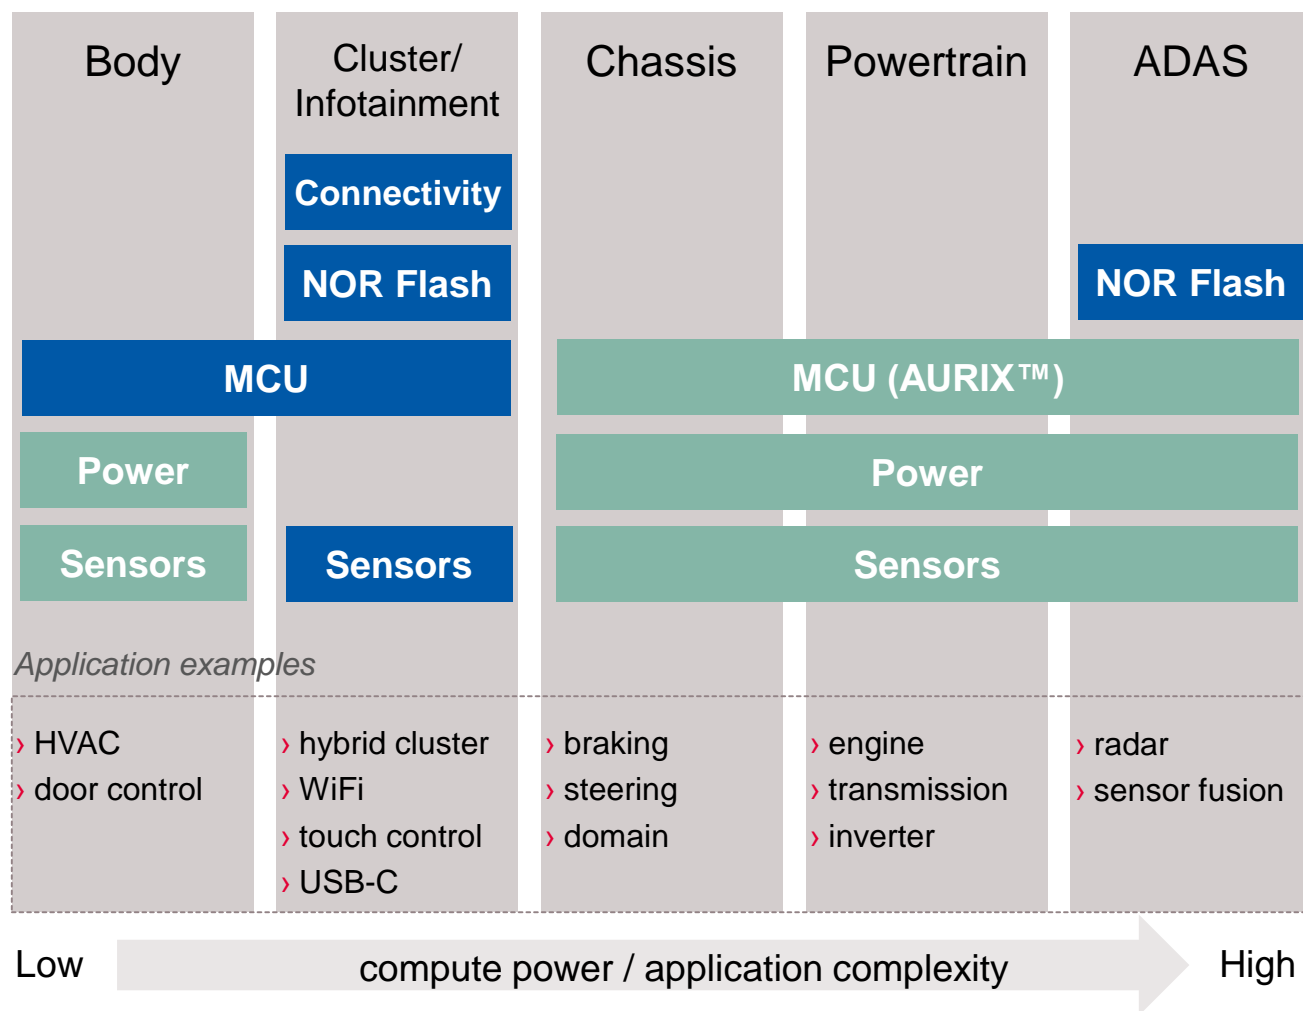 Body
Cluster/
Infotainment
Chassis
Powertrain
ADAS
Connectivity
NOR Flash
NOR Flash
MCU
MCU (AURIX™)
Power
Power
Sensors
Sensors
Sensors
Application examples
› HVAC
› door control
› hybrid cluster
› WiFi
› touch control
› USB-C
› braking
› steering
› domain
› engine
› transmission
› inverter
› radar
› sensor fusion
Low
compute power / application complexity
High